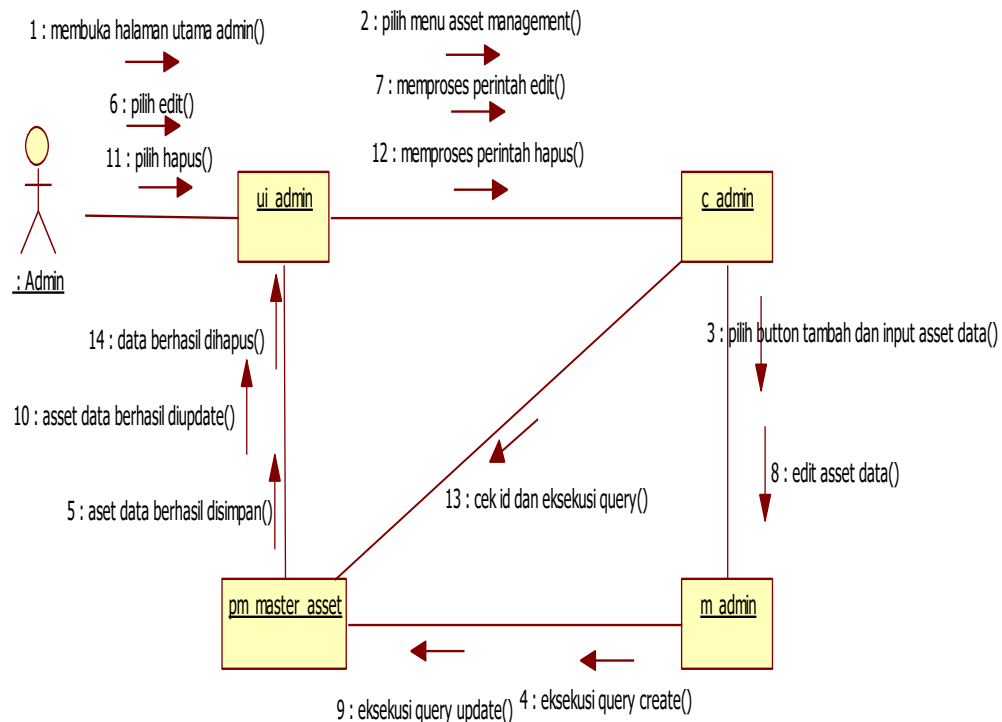 1 : membuka halaman utama admin()
2 : pilih menu asset management()
6 : pilih edit()
7 : memproses perintah edit()
11 : pilih hapus()
12 : memproses perintah hapus()
ui_admin
c_admin
: Admin
14 : data berhasil dihapus()
3 : pilih button tambah dan input asset data()
10 : asset data berhasil diupdate()
8 : edit asset data()
5 : aset data berhasil disimpan()
13 : cek id dan eksekusi query()
pm_master_asset
m_admin
9 : eksekusi query update()
4 : eksekusi query create()